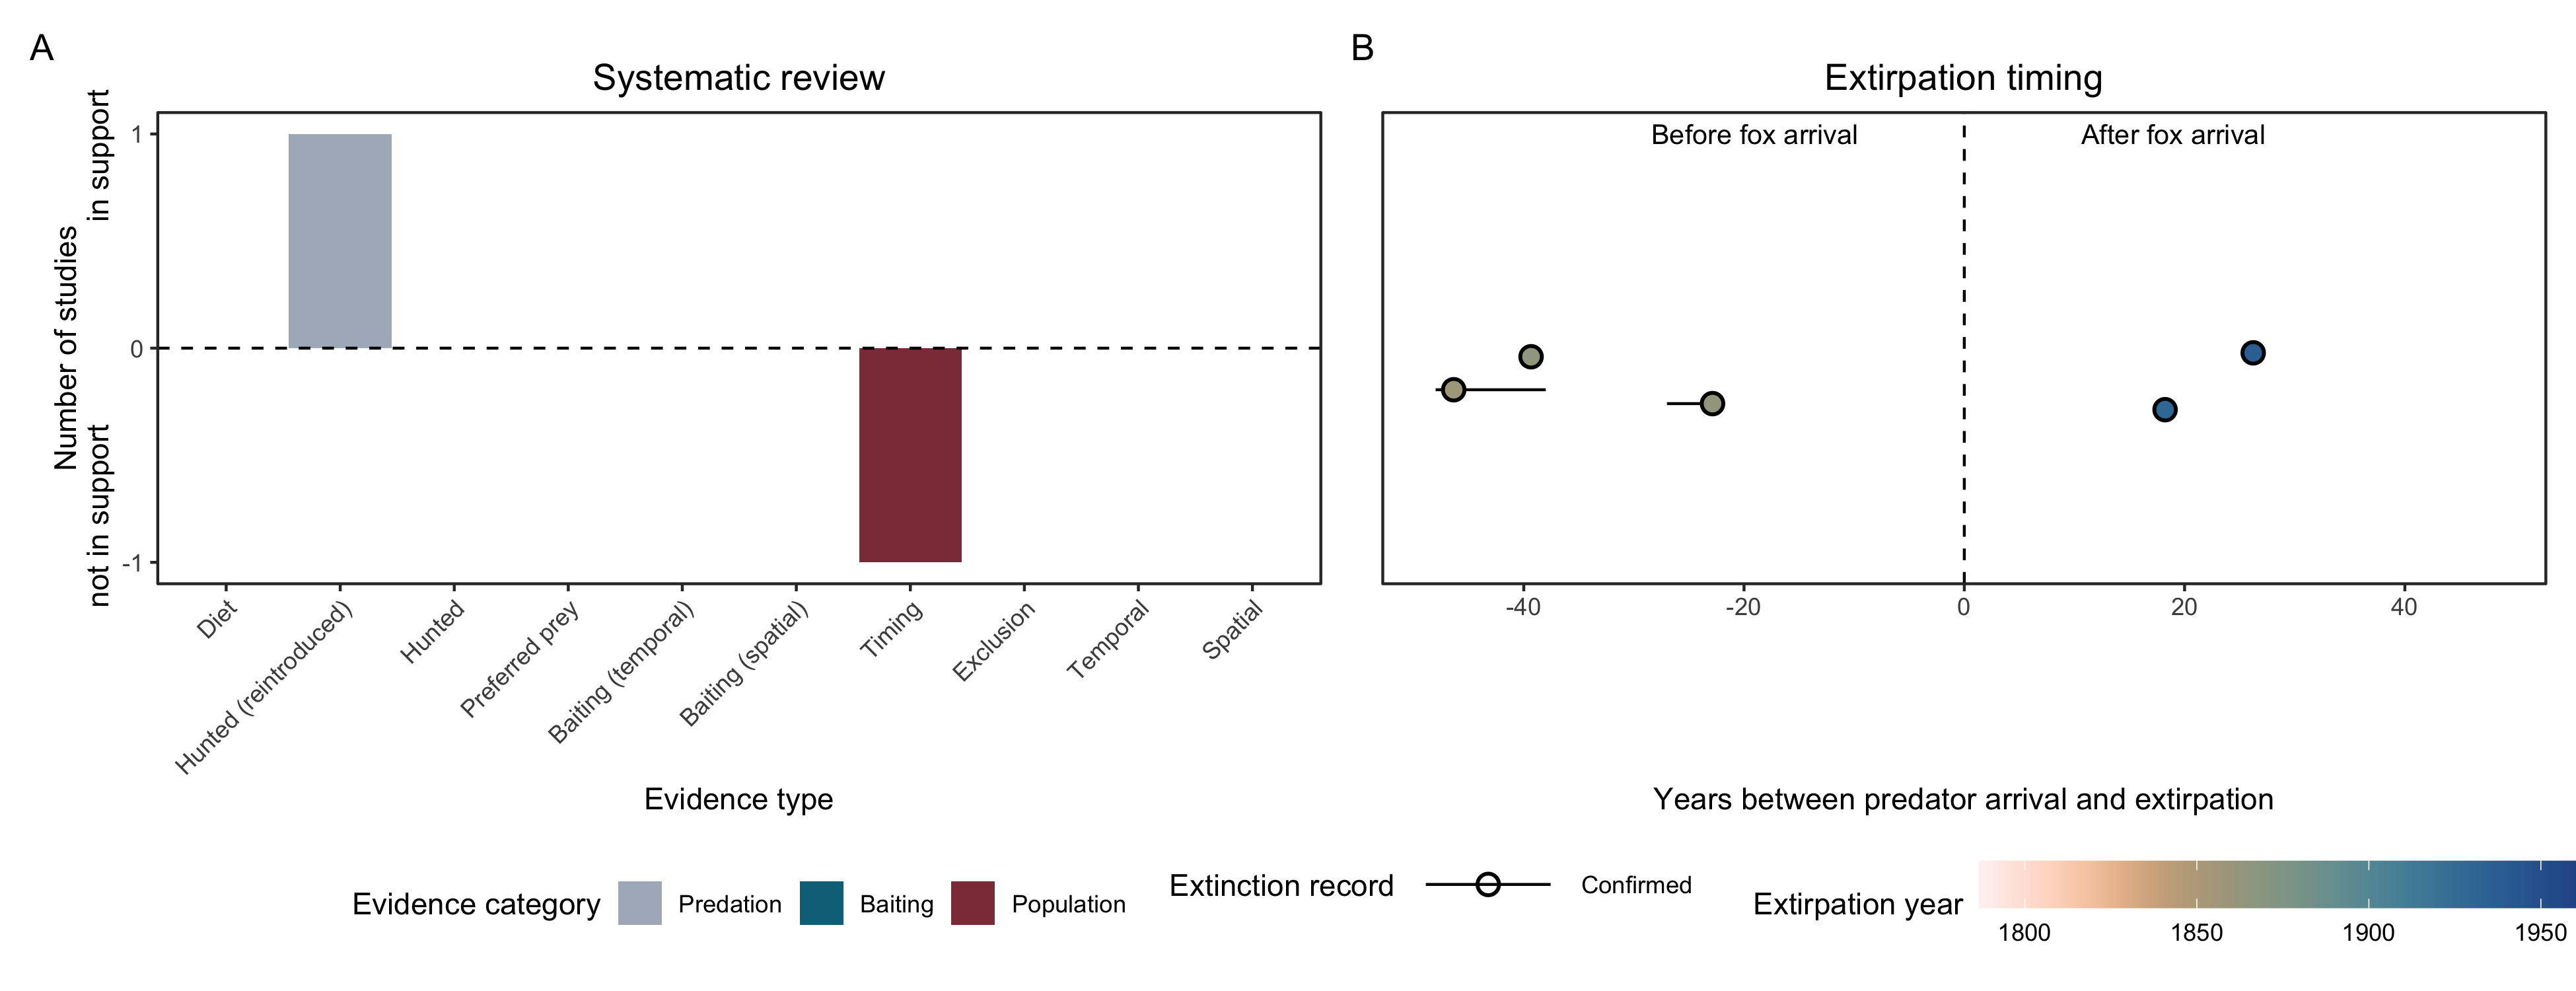 A
Systematic review
Number of studies
in support
not in support
1
0
-1
Diet
Hunted (reintroduced)
Hunted
Preferred prey
Baiting (temporal)
Baiting (spatial)
Timing
Exclusion
Temporal
Spatial
Evidence type
B
Extirpation timing
Before fox arrival
After fox arrival
-40
-20
0
20
40
Years between predator arrival and extirpation
Evidence category
Predation
Baiting
Population
Extinction record
Confirmed
Extirpation year
1800
1850
1900
1950